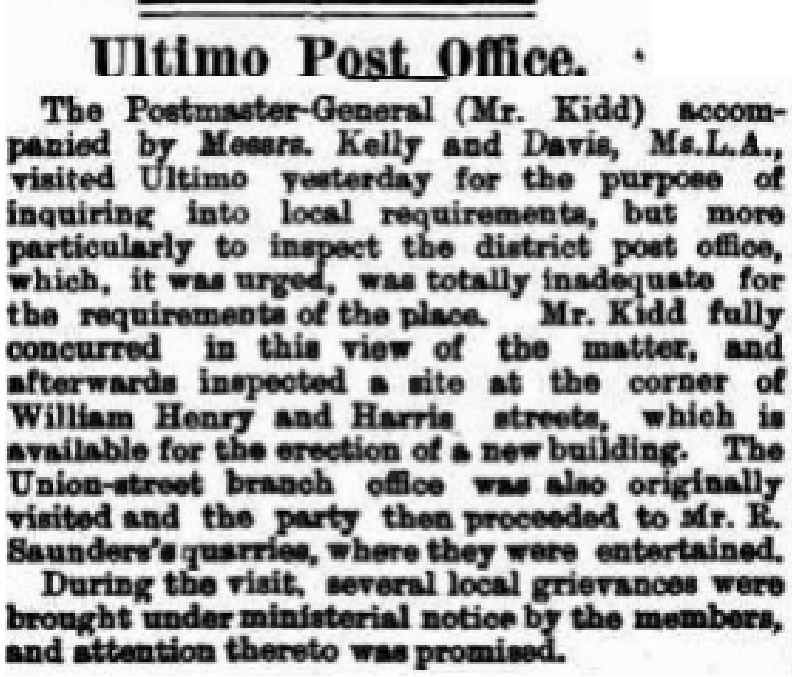 Ultimo Post Office.
The Postmaster-General (Mr. Kidd) accom-
panied by Messrs. Kelly and Davis, Ms.L.A.,
visited Ultimo yesterday for the purpose of
inquiring into local requirements, but more
particularly to inspect the district post office,
which, it was urged, was totally inadequate for
the requirements of the place. Mr. Kidd fully
concurred in this view of the matter, and
afterwards inspected a site at the corner of
William Henry and Harris streets, which is
available for the erection of a new building. The
Union-street branch office was also originally
visited and the party then proceeded to Mr. R.
Saunders's quarries, where they were entertained.
During the visit, several local grievances were
brought under ministerial notice by the members,
and attention thereto was promised.